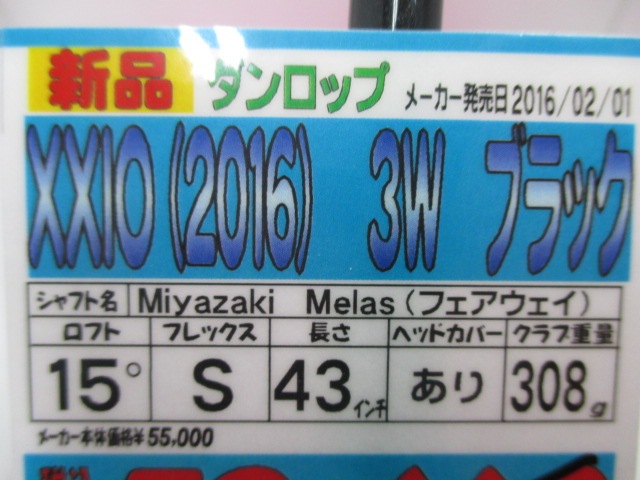 新品 ダンロップ メーカー発売日2016/02/01
XXIO (2016) 3W ブラック
シャフト名 Miyazaki Melas(フェアウェイ)
ロフト フレックス 長さ ヘッドカバー クラブ重量
15° S 43インチ あり 308g
メーカー本体価格¥55,000